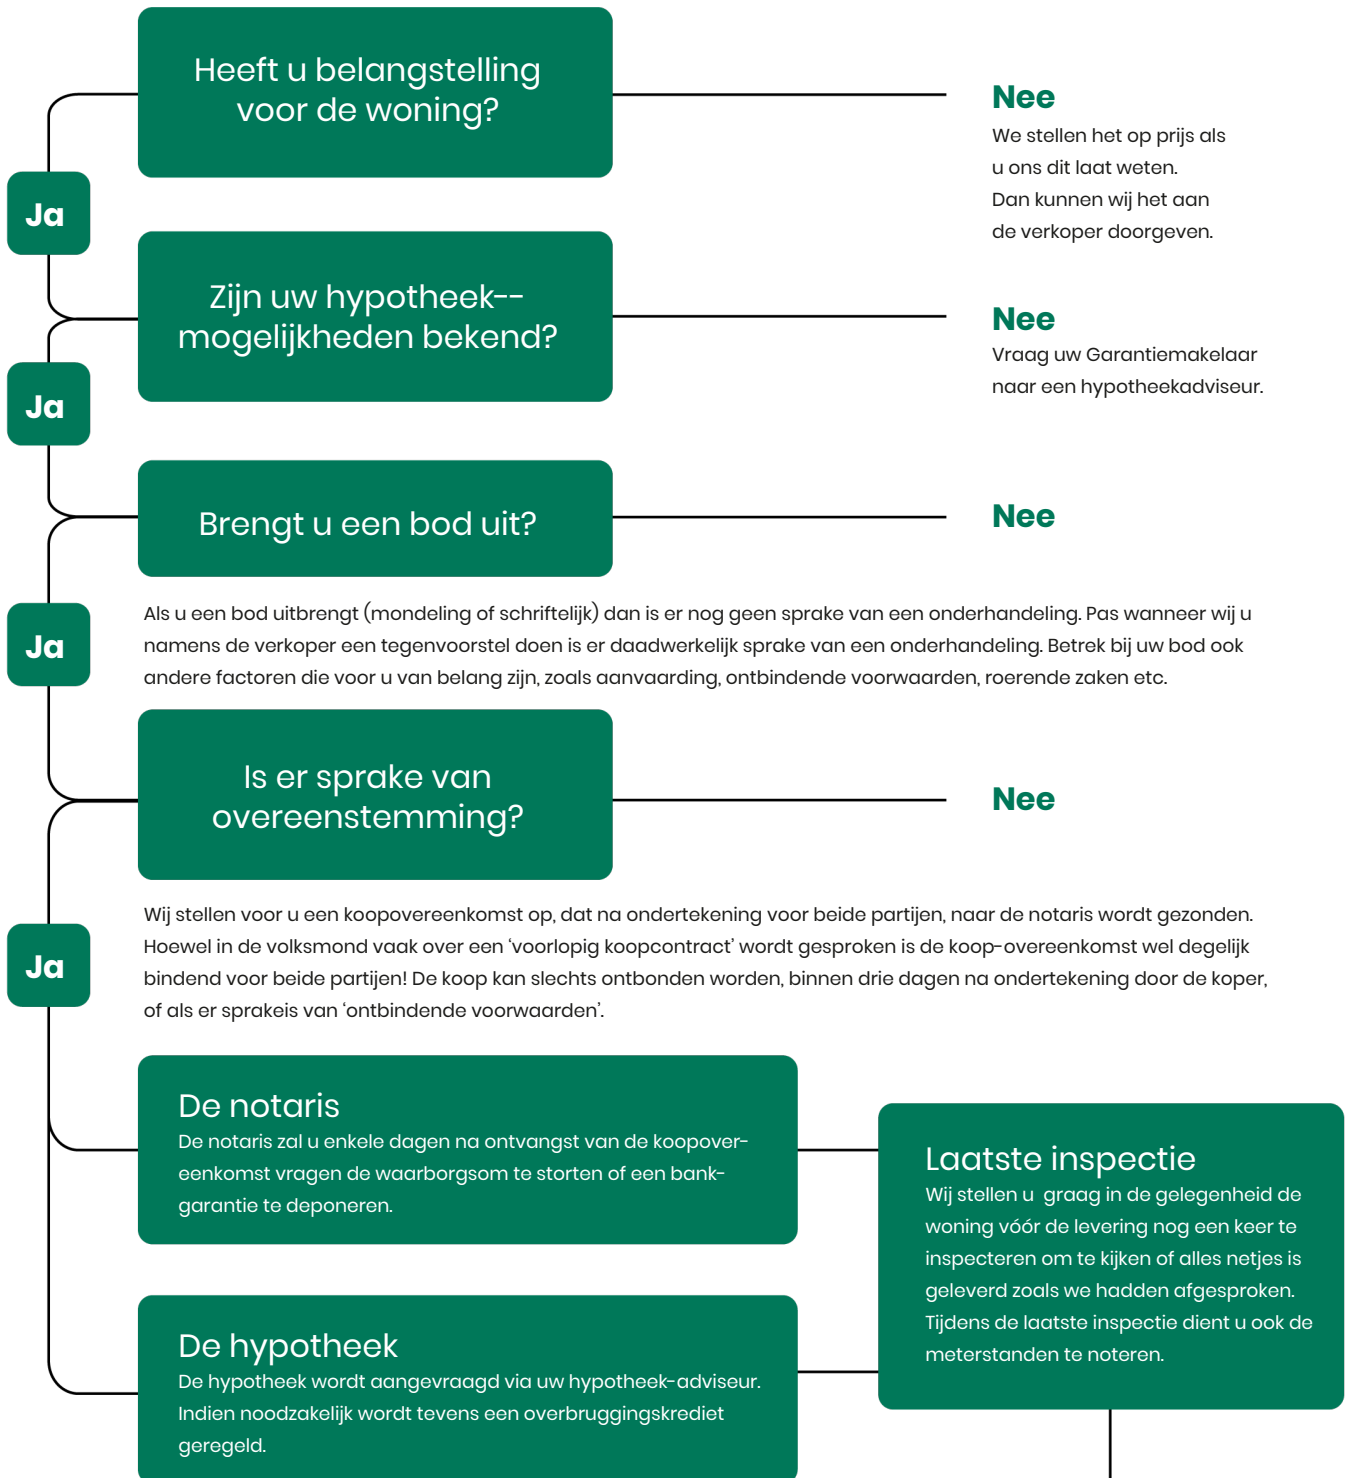 Heeft u belangstelling
voor de woning?
Nee
We stellen het op prijs als
u ons dit laat weten.
Dan kunnen wij het aan
de verkoper doorgeven.
Ja
Zijn uw hypotheek--
mogelijkheden bekend?
Nee
Vraag uw Garantiemakelaar
naar een hypotheekadviseur.
Ja
Brengt u een bod uit?
Nee
Ja
Als u een bod uitbrengt (mondeling of schriftelijk) dan is er nog geen sprake van een onderhandeling. Pas wanneer wij u
namens de verkoper een tegenvoorstel doen is er daadwerkelijk sprake van een onderhandeling. Betrek bij uw bod ook
andere factoren die voor u van belang zijn, zoals aanvaarding, ontbindende voorwaarden, roerende zaken etc.
Is er sprake van
overeenstemming?
Nee
Ja
Wij stellen voor u een koopovereenkomst op, dat na ondertekening voor beide partijen, naar de notaris wordt gezonden.
Hoewel in de volksmond vaak over een ‘voorlopig koopcontract’ wordt gesproken is de koop-overeenkomst wel degelijk
bindend voor beide partijen! De koop kan slechts ontbonden worden, binnen drie dagen na ondertekening door de koper,
of als er sprakeis van ‘ontbindende voorwaarden’.
De notaris
De notaris zal u enkele dagen na ontvangst van de koopover-
eenkomst vragen de waarborgsom te storten of een bank-
garantie te deponeren.
Laatste inspectie
Wij stellen u  graag in de gelegenheid de
woning vóór de levering nog een keer te
inspecteren om te kijken of alles netjes is
geleverd zoals we hadden afgesproken.
Tijdens de laatste inspectie dient u ook de
meterstanden te noteren.
De hypotheek
De hypotheek wordt aangevraagd via uw hypotheek-adviseur.
Indien noodzakelijk wordt tevens een overbruggingskrediet
geregeld.